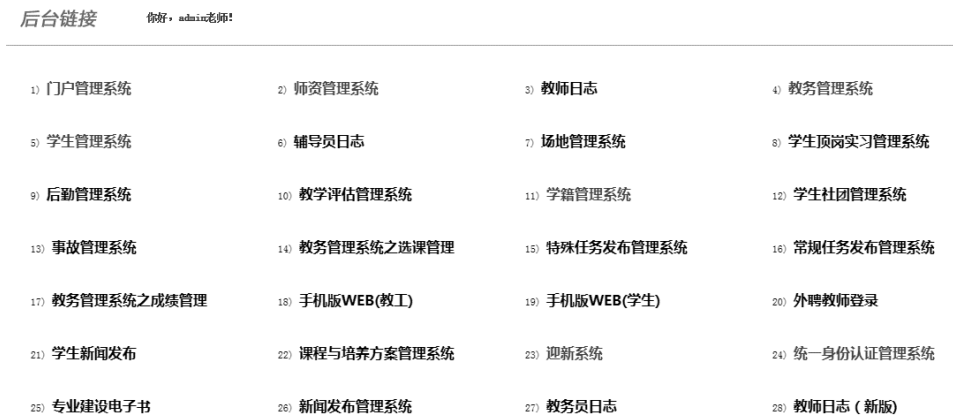 后台链接 你好，admin老师!
1) 门户管理系统 2) 师资管理系统 3) 教师日志 4) 教务管理系统
5) 学生管理系统 6) 辅导员日志 7) 场地管理系统 8) 学生顶岗实习管理系统
9) 后勤管理系统 10) 教学评估管理系统 11) 学籍管理系统 12) 学生社团管理系统
13) 事故管理系统 14) 教务管理系统之选课管理 15) 特殊任务发布管理系统 16) 常规任务发布管理系统
17) 教务管理系统之成绩管理 18) 手机版WEB(教工) 19) 手机版WEB(学生) 20) 外聘教师登录
21) 学生新闻发布 22) 课程与培养方案管理系统 23) 迎新系统 24) 统一身份认证管理系统
25) 专业建设电子书 26) 新闻发布管理系统 27) 教务员日志 28) 教师日志（新版)